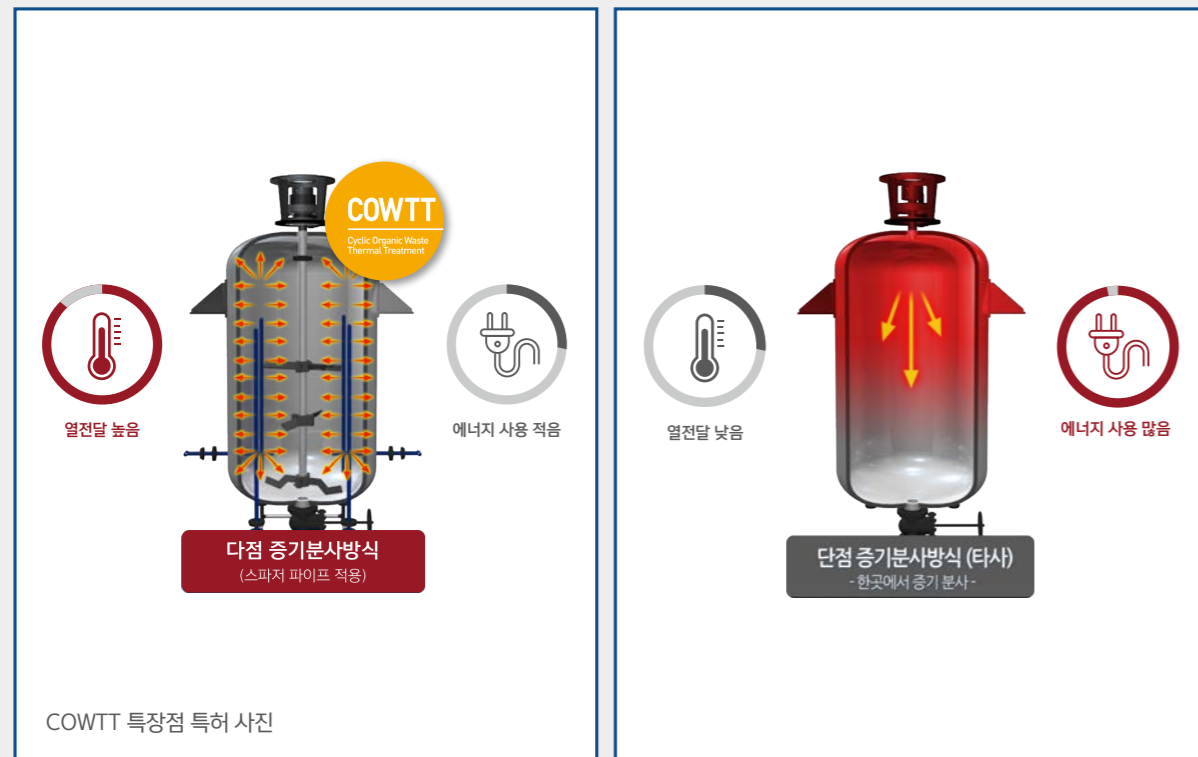 COWTT
Cyclic Organic Waste
Thermal Treatment
열전달 높음
에너지 사용 적음
다점 증기분사방식
(스파저 파이프 적용)
COWTT 특장점 특허 사진
열전달 낮음
에너지 사용 많음
단점 증기분사방식 (타사)
- 한곳에서 증기 분사 -